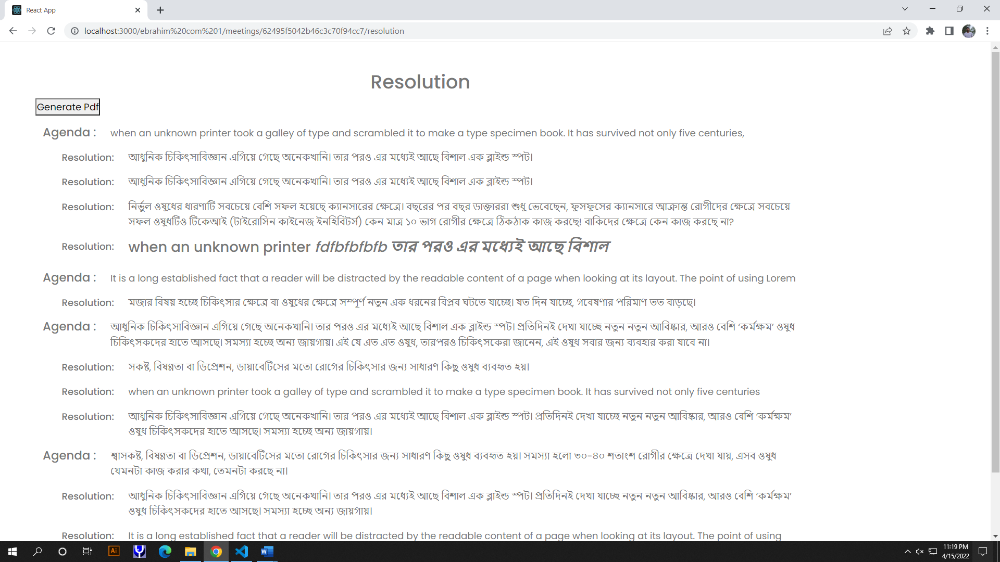 React App
localhost:3000/ebrahim%20com%201/meetings/62495f5042b46c3c70f94cc7/resolution
Resolution
Generate Pdf
Agenda : when an unknown printer took a galley of type and scrambled it to make a type specimen book. It has survived not only five centuries,
Resolution: আধুনিক চিকিৎসাবিজ্ঞান এগিয়ে গেছে অনেকখানি। তার পরও এর মধ্যেই আছে বিশাল এক ব্লাইন্ড স্পট।
Resolution: আধুনিক চিকিৎসাবিজ্ঞান এগিয়ে গেছে অনেকখানি। তার পরও এর মধ্যেই আছে বিশাল এক ব্লাইন্ড স্পট।
Resolution: নির্ভুল ওষুধের ধারণাটি সবচেয়ে বেশি সফল হয়েছে ক্যানসারের ক্ষেত্রে। বছরের পর বছর ডাক্তাররা শুধু ভেবেছেন, ফুসফুসের ক্যানসারে আক্রান্ত রোগীদের ক্ষেত্রে সবচেয়ে
সফল ওষুধটিও টিকেআই (টাইরোসিন কাইনেজ ইনহিবিটর্স) কেন মাত্র ১০ ভাগ রোগীর ক্ষেত্রে ঠিকঠাক কাজ করছে! বাকিদের ক্ষেত্রে কেন কাজ করছে না?
Resolution: when an unknown printer fdfbfbfbfb তার পরও এর মধ্যেই আছে বিশাল
Agenda : It is a long established fact that a reader will be distracted by the readable content of a page when looking at its layout. The point of using Lorem
Resolution: মজার বিষয় হচ্ছে চিকিৎসার ক্ষেত্রে বা ওষুধের ক্ষেত্রে সম্পূর্ণ নতুন এক ধরনের বিপ্লব ঘটতে যাচ্ছে। যত দিন যাচ্ছে, গবেষণার পরিমাণ তত বাড়ছে।
Agenda : আধুনিক চিকিৎসাবিজ্ঞান এগিয়ে গেছে অনেকখানি। তার পরও এর মধ্যেই আছে বিশাল এক ব্লাইন্ড স্পট। প্রতিদিনই দেখা যাচ্ছে নতুন নতুন আবিষ্কার, আরও বেশি ‘কর্মক্ষম’ ওষুধ
চিকিৎসকদের হাতে আসছে। সমস্যা হচ্ছে অন্য জায়গায়। এই যে এত এত ওষুধ, তারপরও চিকিৎসকেরা জানেন, এই ওষুধ সবার জন্য ব্যবহার করা যাবে না।
Resolution: সকষ্ট, বিষণ্নতা বা ডিপ্রেশন, ডায়াবেটিসের মতো রোগের চিকিৎসার জন্য সাধারণ কিছু ওষুধ ব্যবহৃত হয়।
Resolution: when an unknown printer took a galley of type and scrambled it to make a type specimen book. It has survived not only five centuries
Resolution: আধুনিক চিকিৎসাবিজ্ঞান এগিয়ে গেছে অনেকখানি। তার পরও এর মধ্যেই আছে বিশাল এক ব্লাইন্ড স্পট। প্রতিদিনই দেখা যাচ্ছে নতুন নতুন আবিষ্কার, আরও বেশি ‘কর্মক্ষম’
ওষুধ চিকিৎসকদের হাতে আসছে। সমস্যা হচ্ছে অন্য জায়গায়।
Agenda : শ্বাসকষ্ট, বিষণ্নতা বা ডিপ্রেশন, ডায়াবেটিসের মতো রোগের চিকিৎসার জন্য সাধারণ কিছু ওষুধ ব্যবহৃত হয়। সমস্যা হলো ৩০-৪০ শতাংশ রোগীর ক্ষেত্রে দেখা যায়, এসব ওষুধ
যেমনটা কাজ করার কথা, তেমনটা করছে না।
Resolution: আধুনিক চিকিৎসাবিজ্ঞান এগিয়ে গেছে অনেকখানি। তার পরও এর মধ্যেই আছে বিশাল এক ব্লাইন্ড স্পট। প্রতিদিনই দেখা যাচ্ছে নতুন নতুন আবিষ্কার, আরও বেশি ‘কর্মক্ষম’
ওষুধ চিকিৎসকদের হাতে আসছে। সমস্যা হচ্ছে অন্য জায়গায়।
Resolution: It is a long established fact that a reader will be distracted by the readable content of a page when looking at its layout. The point of using
Ai
W
11:19 PM
4/15/2022